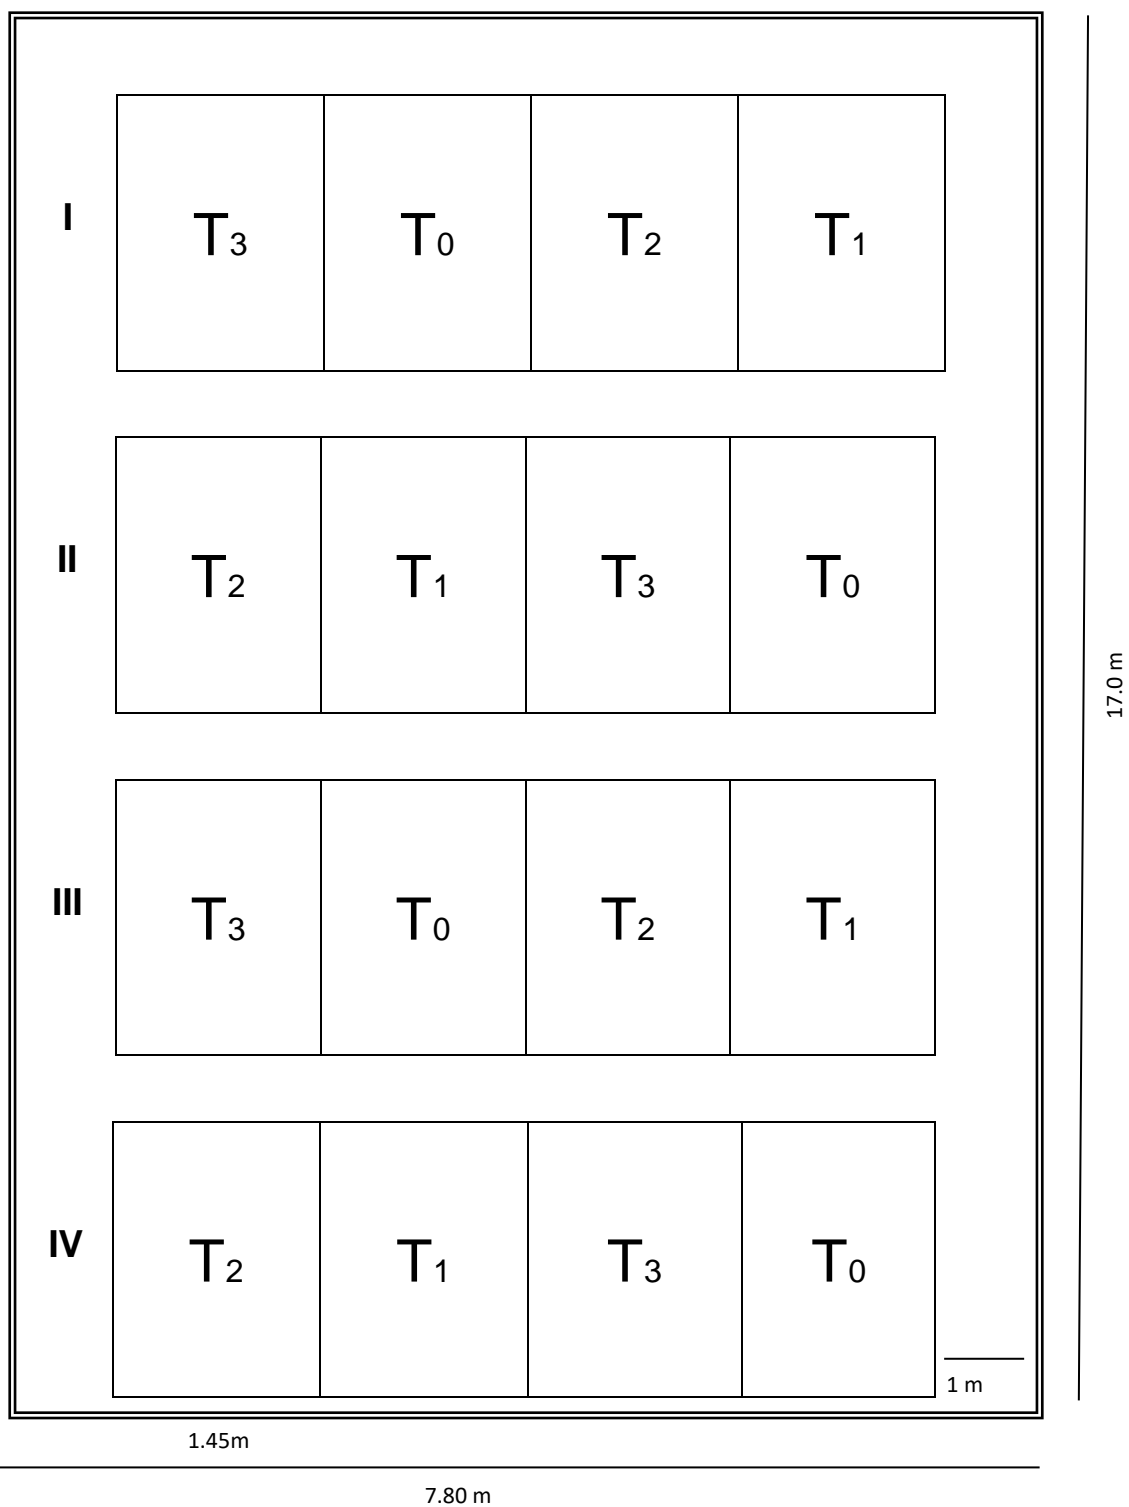 I T₃ T₀ T₂ T₁
II T₂ T₁ T₃ T₀
17.0 m
III T₃ T₀ T₂ T₁
IV T₂ T₁ T₃ T₀
1 m
1.45m
7.80 m